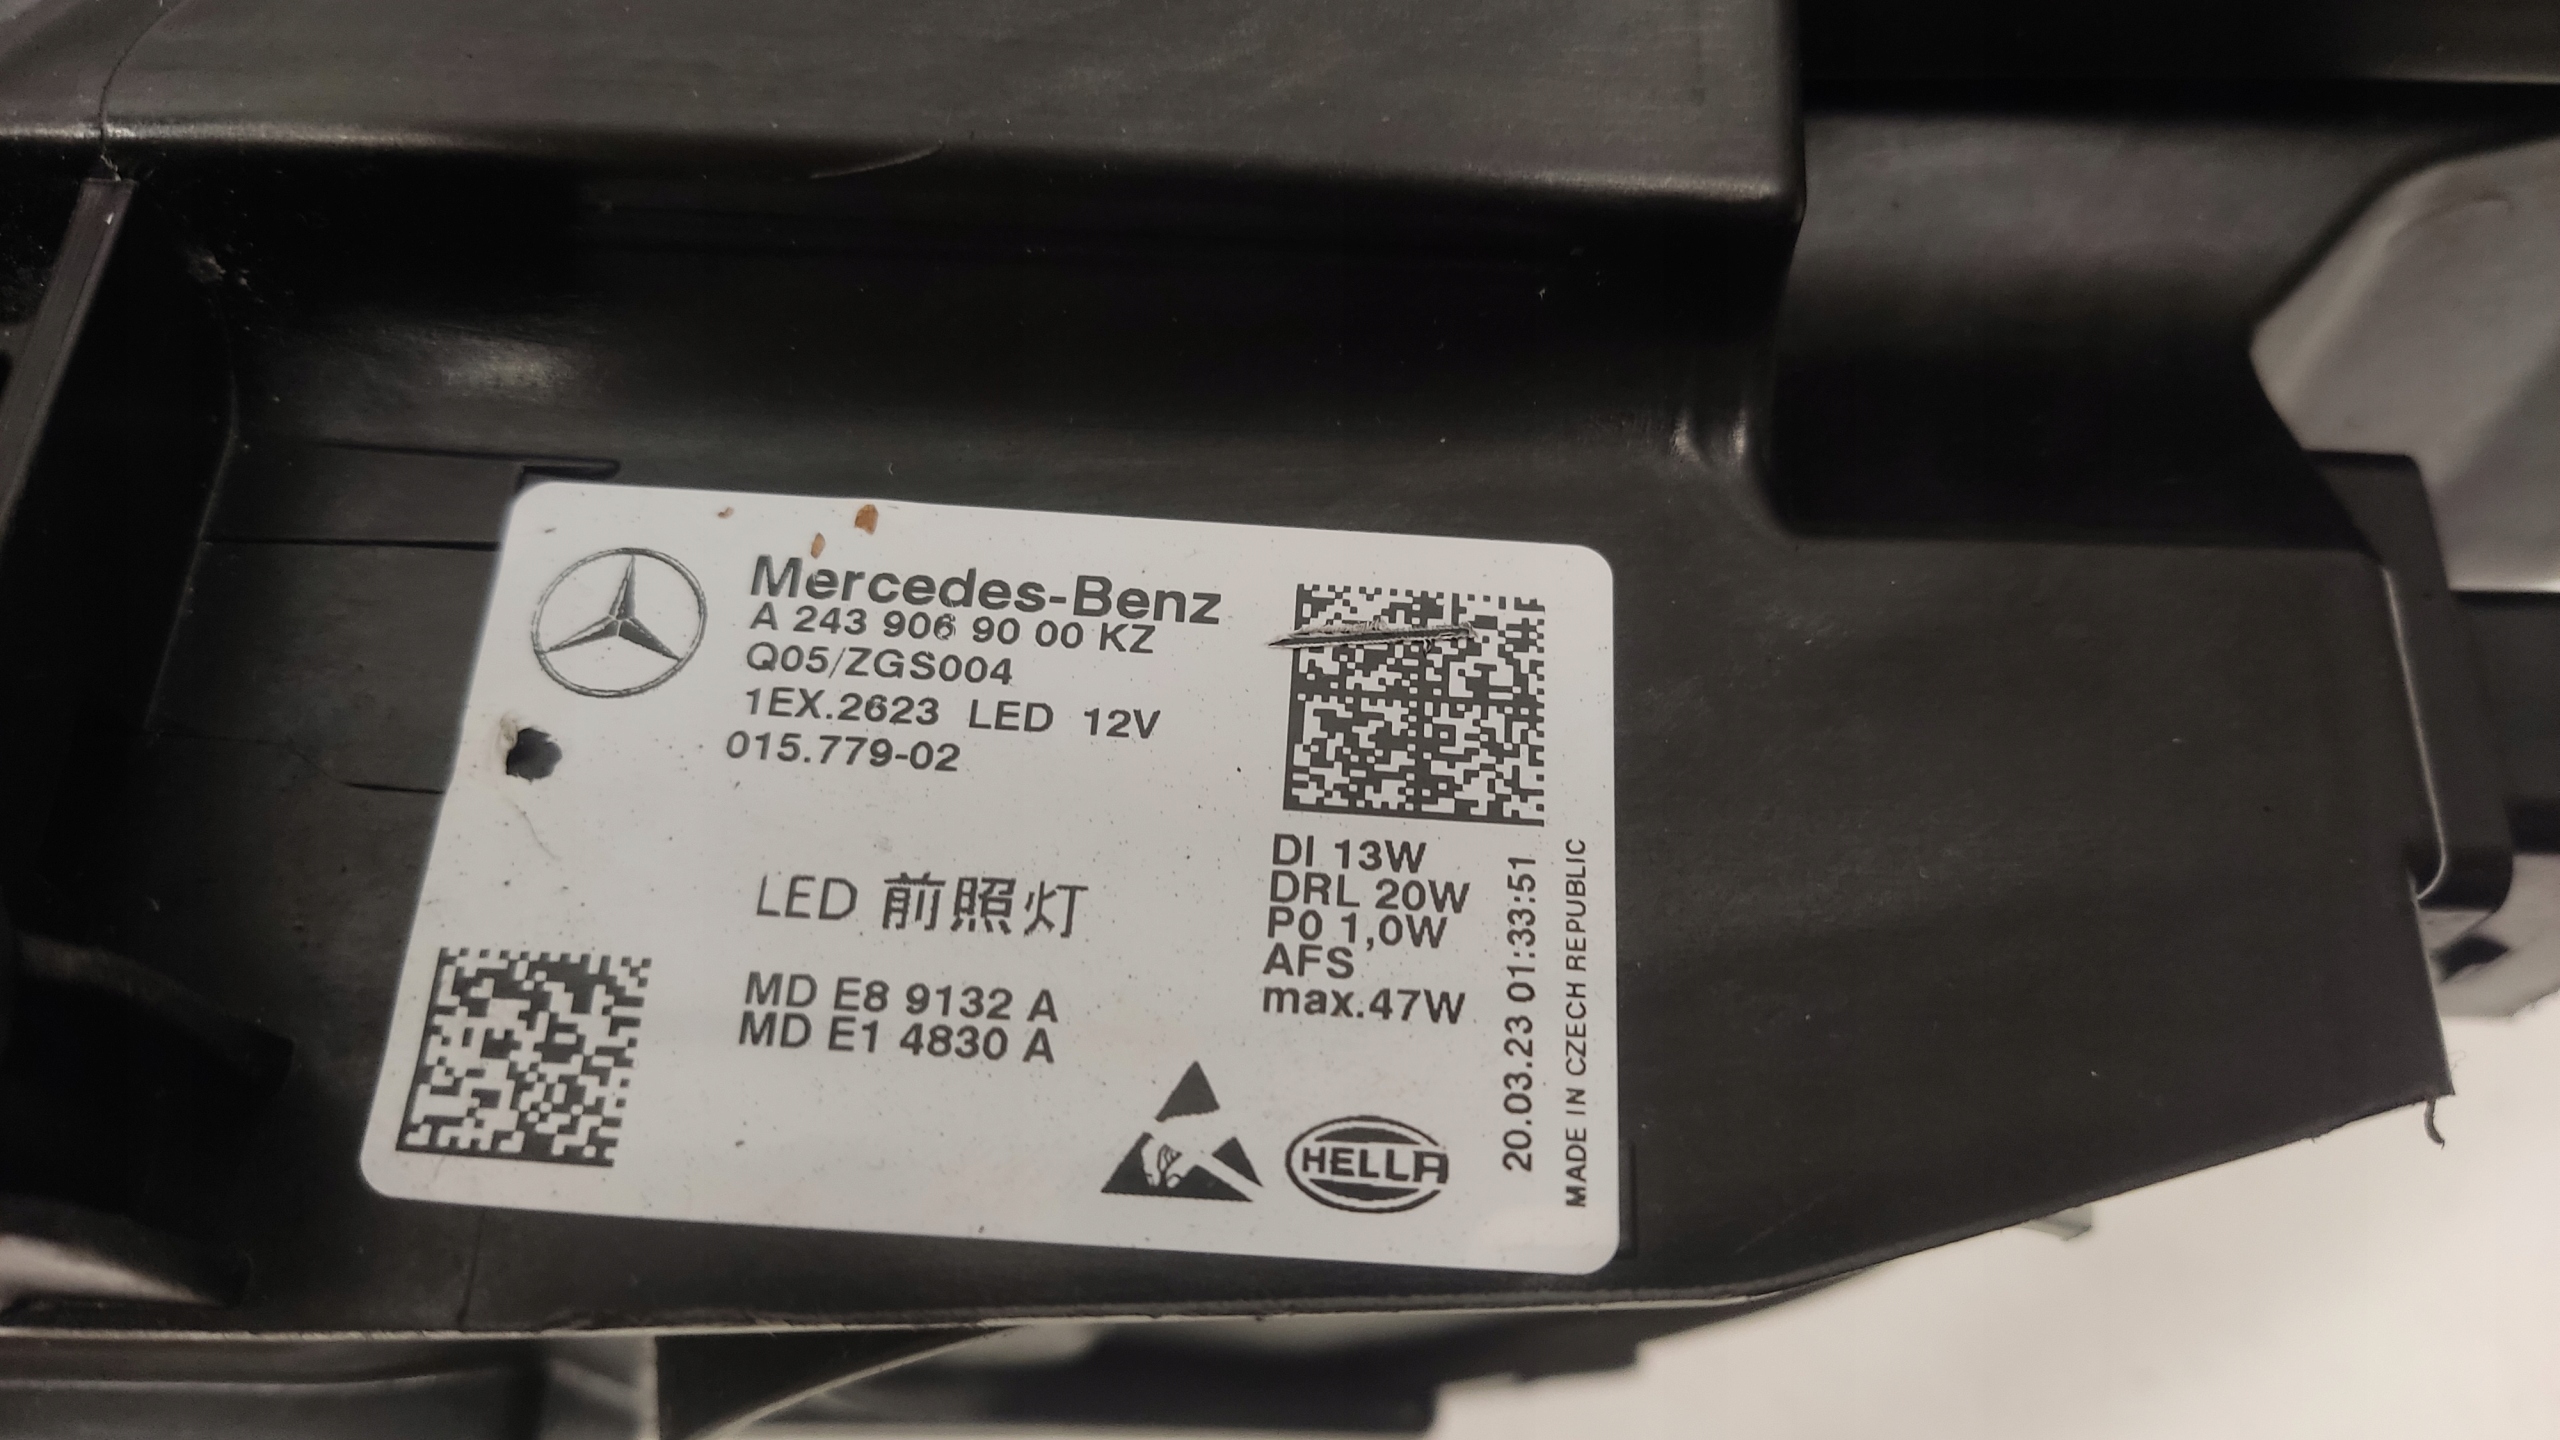 Mercedes-Benz
A 243 906 90 00 KZ
Q05/ZGS004
1EX.2623 LED 12V
015.779-02
LED 前照灯
MD E8 9132 A
MD E1 4830 A
DI 13W
DRL 20W
P0 1,0W
AFS
max.47W
HELLA
20.03.23 01:33:51
MADE IN CZECH REPUBLIC